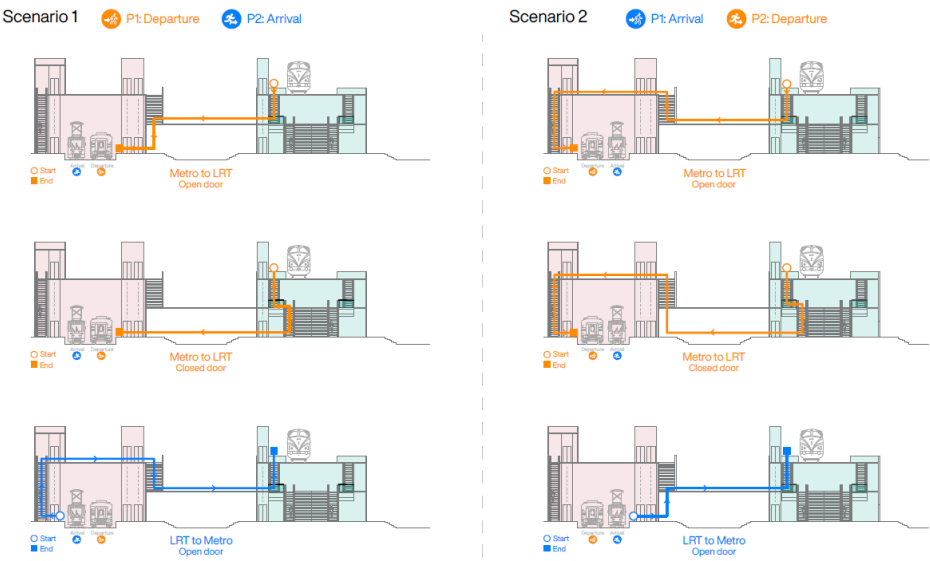 Scenario 1
P1: Departure
P2: Arrival
Scenario 2
P1: Arrival
P2: Departure
Arrival
Departure
Start
End
Metro to LRT
Open door
Departure
Arrival
Start
End
Metro to LRT
Open door
Arrival
Departure
Start
End
Metro to LRT
Closed door
Departure
Arrival
Start
End
Metro to LRT
Closed door
Arrival
Departure
Start
End
LRT to Metro
Open door
Departure
Arrival
Start
End
LRT to Metro
Open door